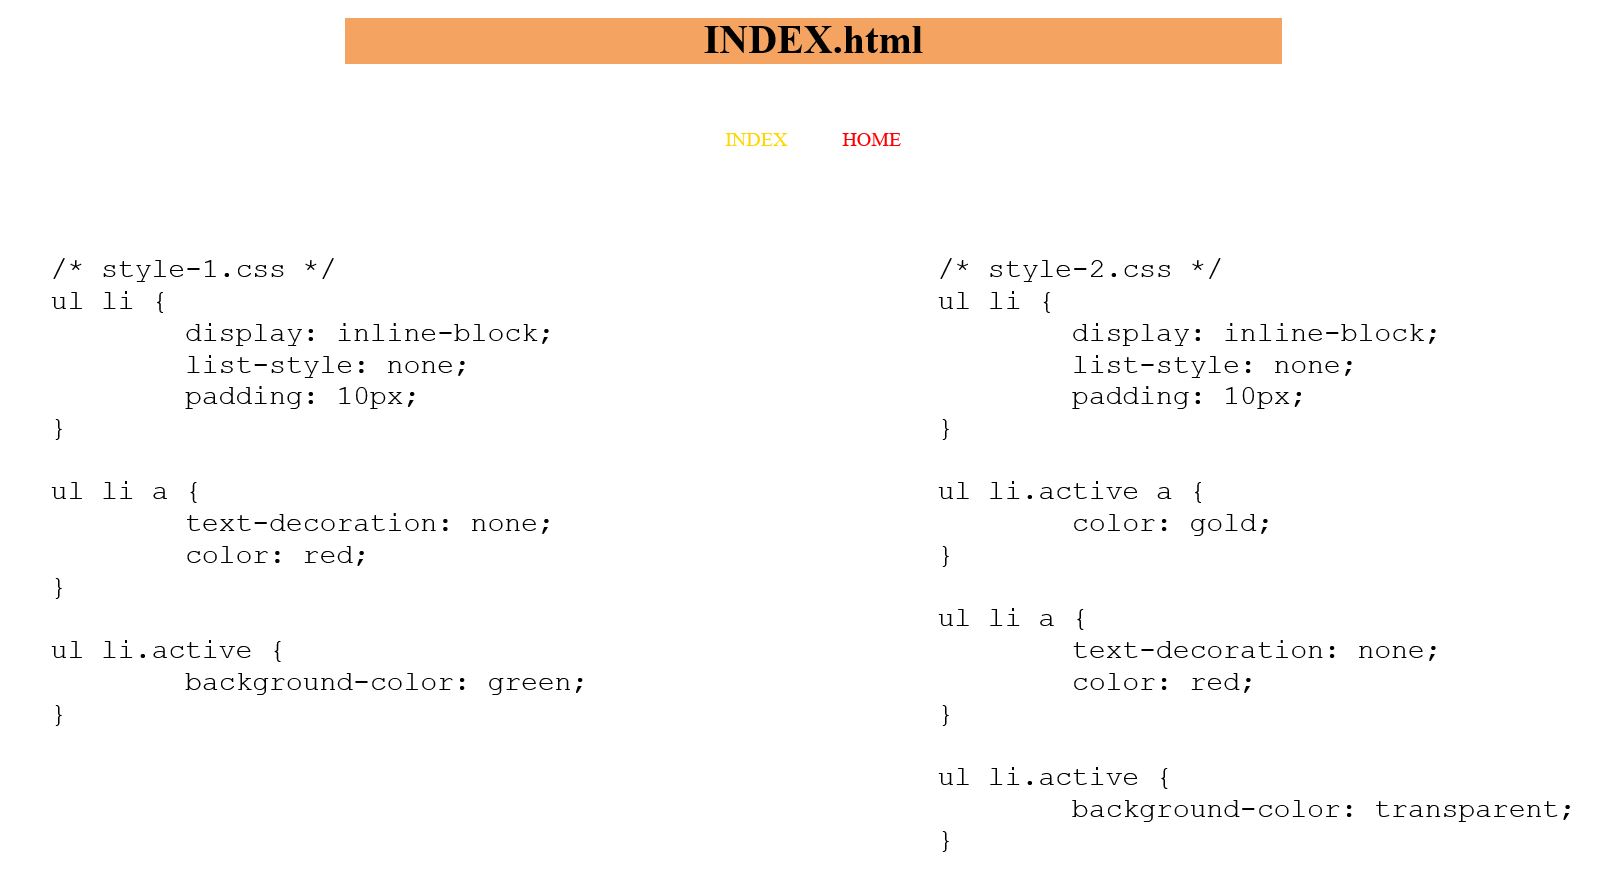 INDEX.html
INDEX HOME
/* style-1.css */
ul li {
display: inline-block;
list-style: none;
padding: 10px;
}
ul li a {
text-decoration: none;
color: red;
}
ul li.active {
background-color: green;
}
/* style-2.css */
ul li {
display: inline-block;
list-style: none;
padding: 10px;
}
ul li.active a {
color: gold;
}
ul li a {
text-decoration: none;
color: red;
}
ul li.active {
background-color: transparent;
}